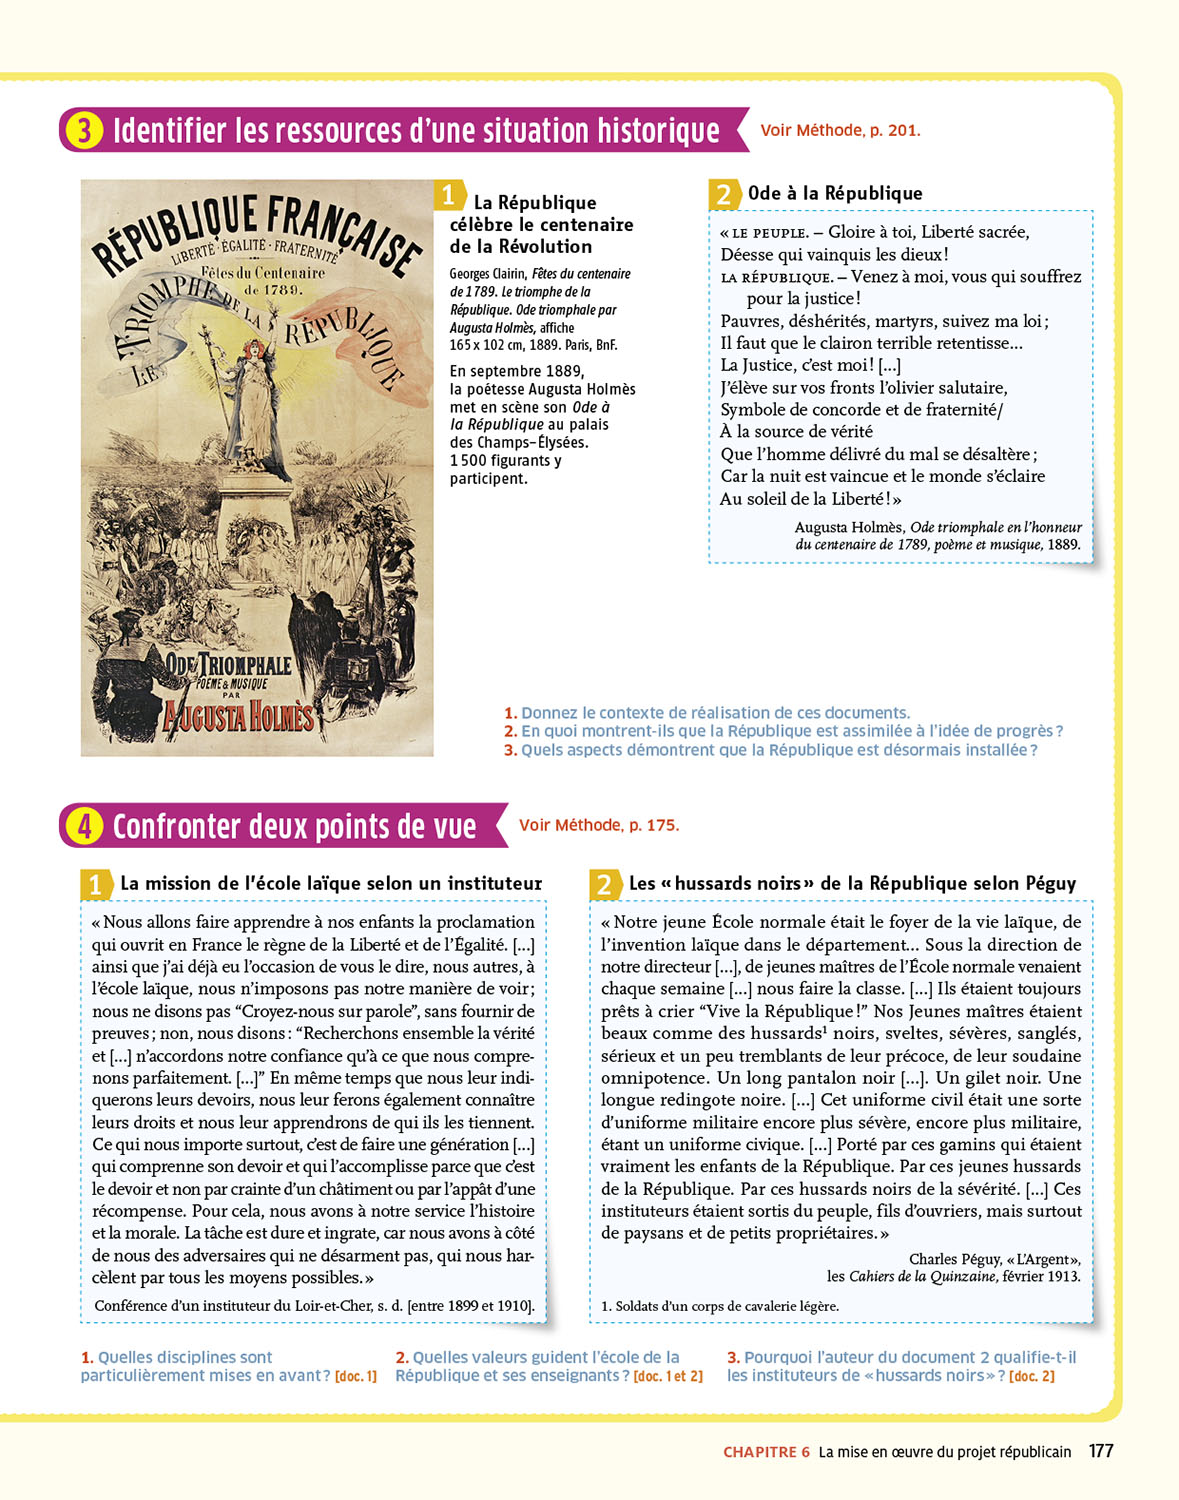 3 Identifier les ressources d’une situation historique
Voir Méthode, p. 201.
RÉPUBLIQUE FRANÇAISE
LIBERTÉ · ÉGALITÉ · FRATERNITÉ
Fêtes du Centenaire
de 1789.
LE TRIOMPHE DE LA RÉPUBLIQUE
ODE TRIOMPHALE
POÈME & MUSIQUE
PAR
AUGUSTA HOLMÈS
1 La République
célèbre le centenaire
de la Révolution
Georges Clairin, Fêtes du centenaire
de 1789. Le triomphe de la
République. Ode triomphale par
Augusta Holmès, affiche
165 x 102 cm, 1889. Paris, BnF.
En septembre 1889,
la poétesse Augusta Holmès
met en scène son Ode à
la République au palais
des Champs-Élysées.
1 500 figurants y
participent.
2 Ode à la République
« LE PEUPLE. – Gloire à toi, Liberté sacrée,
Déesse qui vainquis les dieux !
LA RÉPUBLIQUE. – Venez à moi, vous qui souffrez
pour la justice !
Pauvres, déshérités, martyrs, suivez ma loi ;
Il faut que le clairon terrible retentisse…
La Justice, c’est moi ! […]
J’élève sur vos fronts l’olivier salutaire,
Symbole de concorde et de fraternité/
À la source de vérité
Que l’homme délivré du mal se désaltère ;
Car la nuit est vaincue et le monde s’éclaire
Au soleil de la Liberté ! »
Augusta Holmès, Ode triomphale en l’honneur
du centenaire de 1789, poème et musique, 1889.
1. Donnez le contexte de réalisation de ces documents.
2. En quoi montrent-ils que la République est assimilée à l’idée de progrès ?
3. Quels aspects démontrent que la République est désormais installée ?
4 Confronter deux points de vue
Voir Méthode, p. 175.
1 La mission de l’école laïque selon un instituteur
« Nous allons faire apprendre à nos enfants la proclamation
qui ouvrit en France le règne de la Liberté et de l’Égalité. […]
ainsi que j’ai déjà eu l’occasion de vous le dire, nous autres, à
l’école laïque, nous n’imposons pas notre manière de voir ;
nous ne disons pas “Croyez-nous sur parole”, sans fournir de
preuves ; non, nous disons : “Recherchons ensemble la vérité
et […] n’accordons notre confiance qu’à ce que nous compre-
nons parfaitement. […]” En même temps que nous leur indi-
querons leurs devoirs, nous leur ferons également connaître
leurs droits et nous leur apprendrons de qui ils les tiennent.
Ce qui nous importe surtout, c’est de faire une génération […]
qui comprenne son devoir et qui l’accomplisse parce que c’est
le devoir et non par crainte d’un châtiment ou par l’appât d’une
récompense. Pour cela, nous avons à notre service l’histoire
et la morale. La tâche est dure et ingrate, car nous avons à côté
de nous des adversaires qui ne désarment pas, qui nous har-
cèlent par tous les moyens possibles. »
Conférence d’un instituteur du Loir-et-Cher, s. d. [entre 1899 et 1910].
2 Les « hussards noirs » de la République selon Péguy
« Notre jeune École normale était le foyer de la vie laïque, de
l’invention laïque dans le département… Sous la direction de
notre directeur […], de jeunes maîtres de l’École normale venaient
chaque semaine […] nous faire la classe. […] Ils étaient toujours
prêts à crier “Vive la République !” Nos Jeunes maîtres étaient
beaux comme des hussards¹ noirs, sveltes, sévères, sanglés,
sérieux et un peu tremblants de leur précoce, de leur soudaine
omnipotence. Un long pantalon noir […]. Un gilet noir. Une
longue redingote noire. […] Cet uniforme civil était une sorte
d’uniforme militaire encore plus sévère, encore plus militaire,
étant un uniforme civique. […] Porté par ces gamins qui étaient
vraiment les enfants de la République. Par ces jeunes hussards
de la République. Par ces hussards noirs de la sévérité. […] Ces
instituteurs étaient sortis du peuple, fils d’ouvriers, mais surtout
de paysans et de petits propriétaires. »
Charles Péguy, « L’Argent »,
les Cahiers de la Quinzaine, février 1913.
1. Soldats d’un corps de cavalerie légère.
1. Quelles disciplines sont
particulièrement mises en avant ? [doc. 1]
2. Quelles valeurs guident l’école de la
République et ses enseignants ? [doc. 1 et 2]
3. Pourquoi l’auteur du document 2 qualifie-t-il
les instituteurs de « hussards noirs » ? [doc. 2]
CHAPITRE 6 La mise en œuvre du projet républicain 177